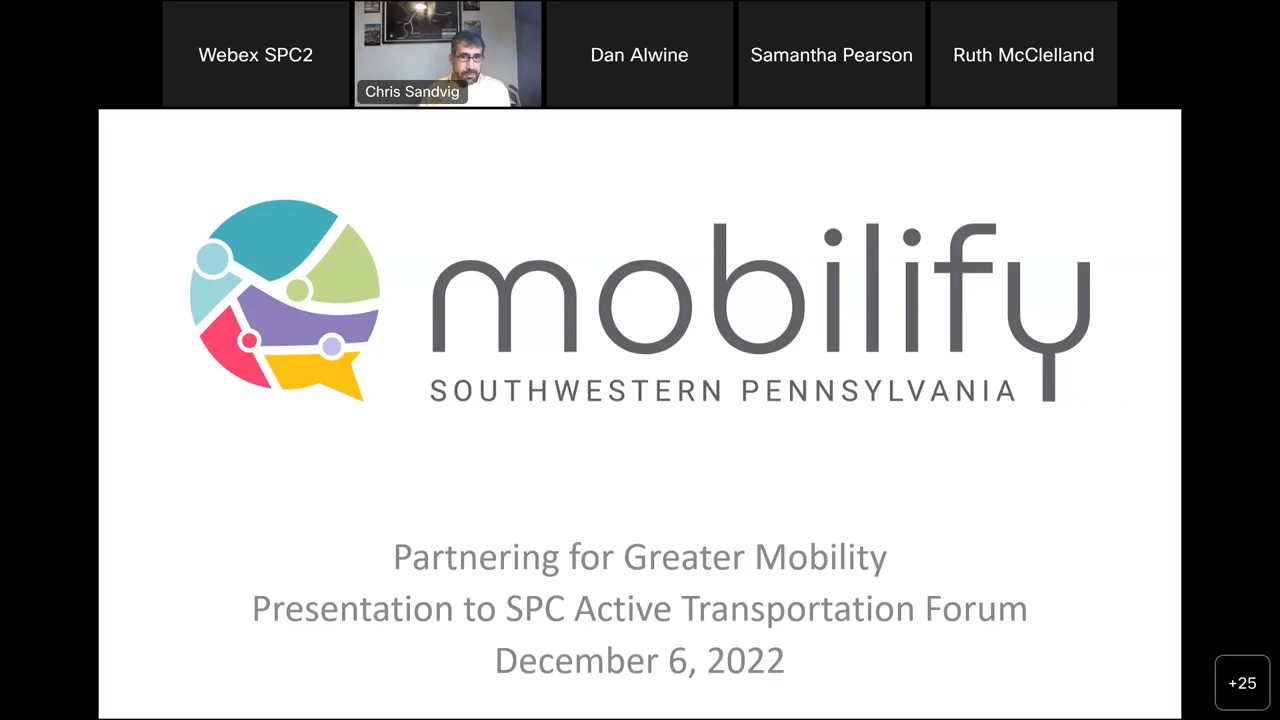 Webex SPC2
Chris Sandvig
Dan Alwine
Samantha Pearson
Ruth McClelland
mobilify
SOUTHWESTERN PENNSYLVANIA
Partnering for Greater Mobility
Presentation to SPC Active Transportation Forum
December 6, 2022
+25